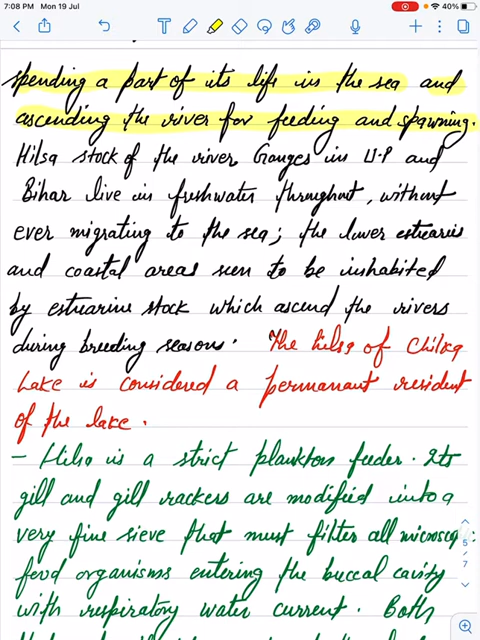 7:08 PM Mon 19 Jul
40%
spending a part of its life in the sea and
ascending the river for feeding and spawning.
Hilsa stock of the river Ganges in U.P and
Bihar live in freshwater throughout, without
ever migrating to the sea; the lower estuaries
and coastal areas seem to be inhabited
by estuarine stock which ascend the rivers
during breeding seasons. The hilsa of Chilka
Lake is considered a permanant resident
of the lake.
- Hilsa is a strict plankton feeder. Its
gill and gill rackers are modified into a
very fine sieve that must filter all microscq
food organisms entering the buccal cavity
with respiratory water current. Both
5
7